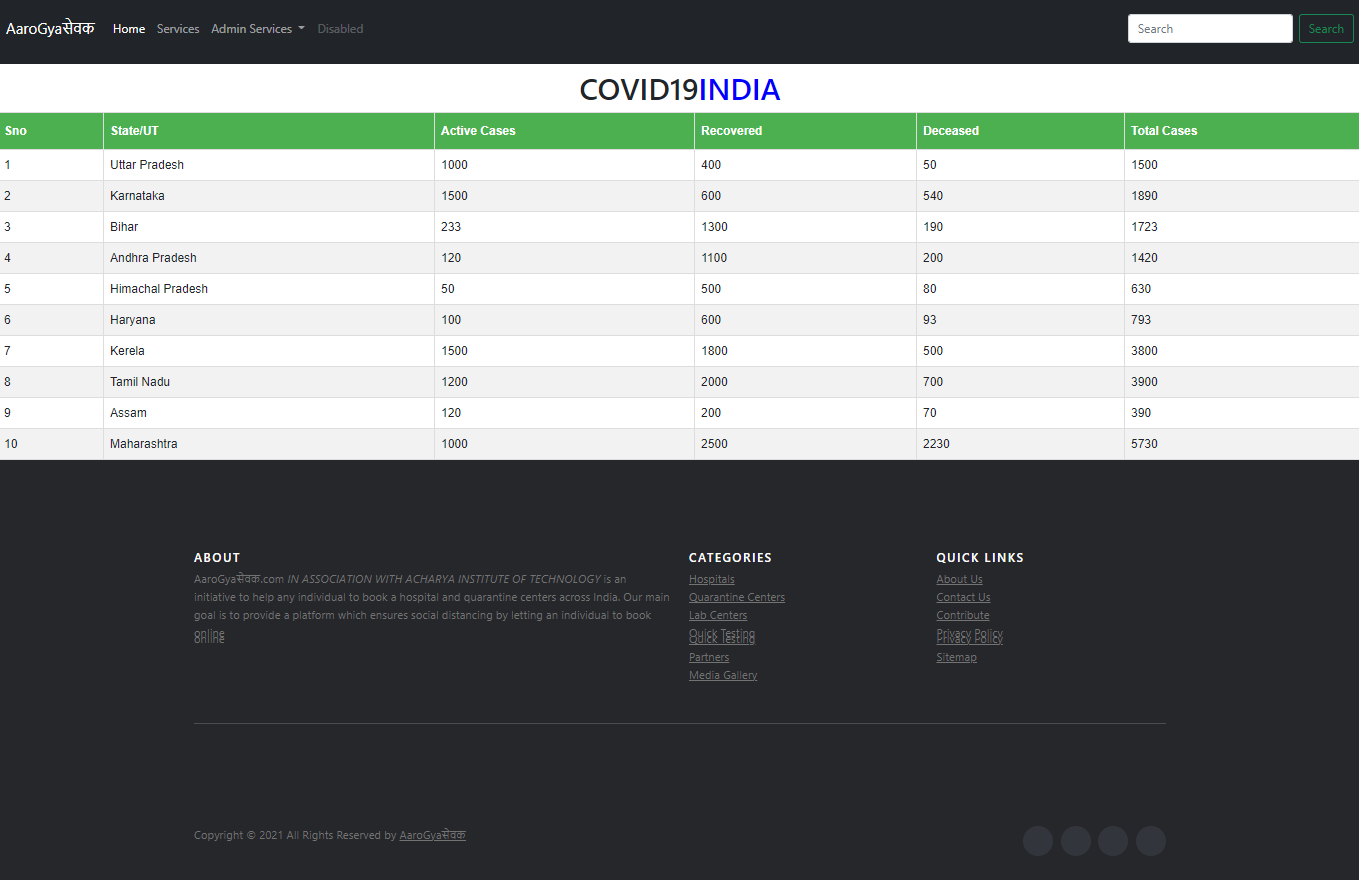 AaroGyaसेवक Home Services Admin Services Disabled Search Search
COVID19INDIA
Sno State/UT Active Cases Recovered Deceased Total Cases
1 Uttar Pradesh 1000 400 50 1500
2 Karnataka 1500 600 540 1890
3 Bihar 233 1300 190 1723
4 Andhra Pradesh 120 1100 200 1420
5 Himachal Pradesh 50 500 80 630
6 Haryana 100 600 93 793
7 Kerela 1500 1800 500 3800
8 Tamil Nadu 1200 2000 700 3900
9 Assam 120 200 70 390
10 Maharashtra 1000 2500 2230 5730
ABOUT
AaroGyaसेवक.com IN ASSOCIATION WITH ACHARYA INSTITUTE OF TECHNOLOGY is an
initiative to help any individual to book a hospital and quarantine centers across India. Our main
goal is to provide a platform which ensures social distancing by letting an individual to book
online
CATEGORIES
Hospitals
Quarantine Centers
Lab Centers
Quick Testing
Partners
Media Gallery
QUICK LINKS
About Us
Contact Us
Contribute
Privacy Policy
Sitemap
Copyright © 2021 All Rights Reserved by AaroGyaसेवक